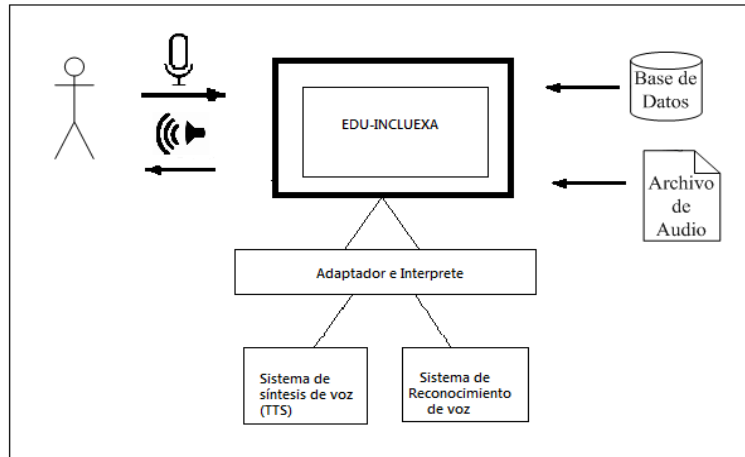 EDU-INCLUEXA
Base de
Datos
Archivo
de
Audio
Adaptador e Interprete
Sistema de
síntesis de voz
(TTS)
Sistema de
Reconocimiento
de voz